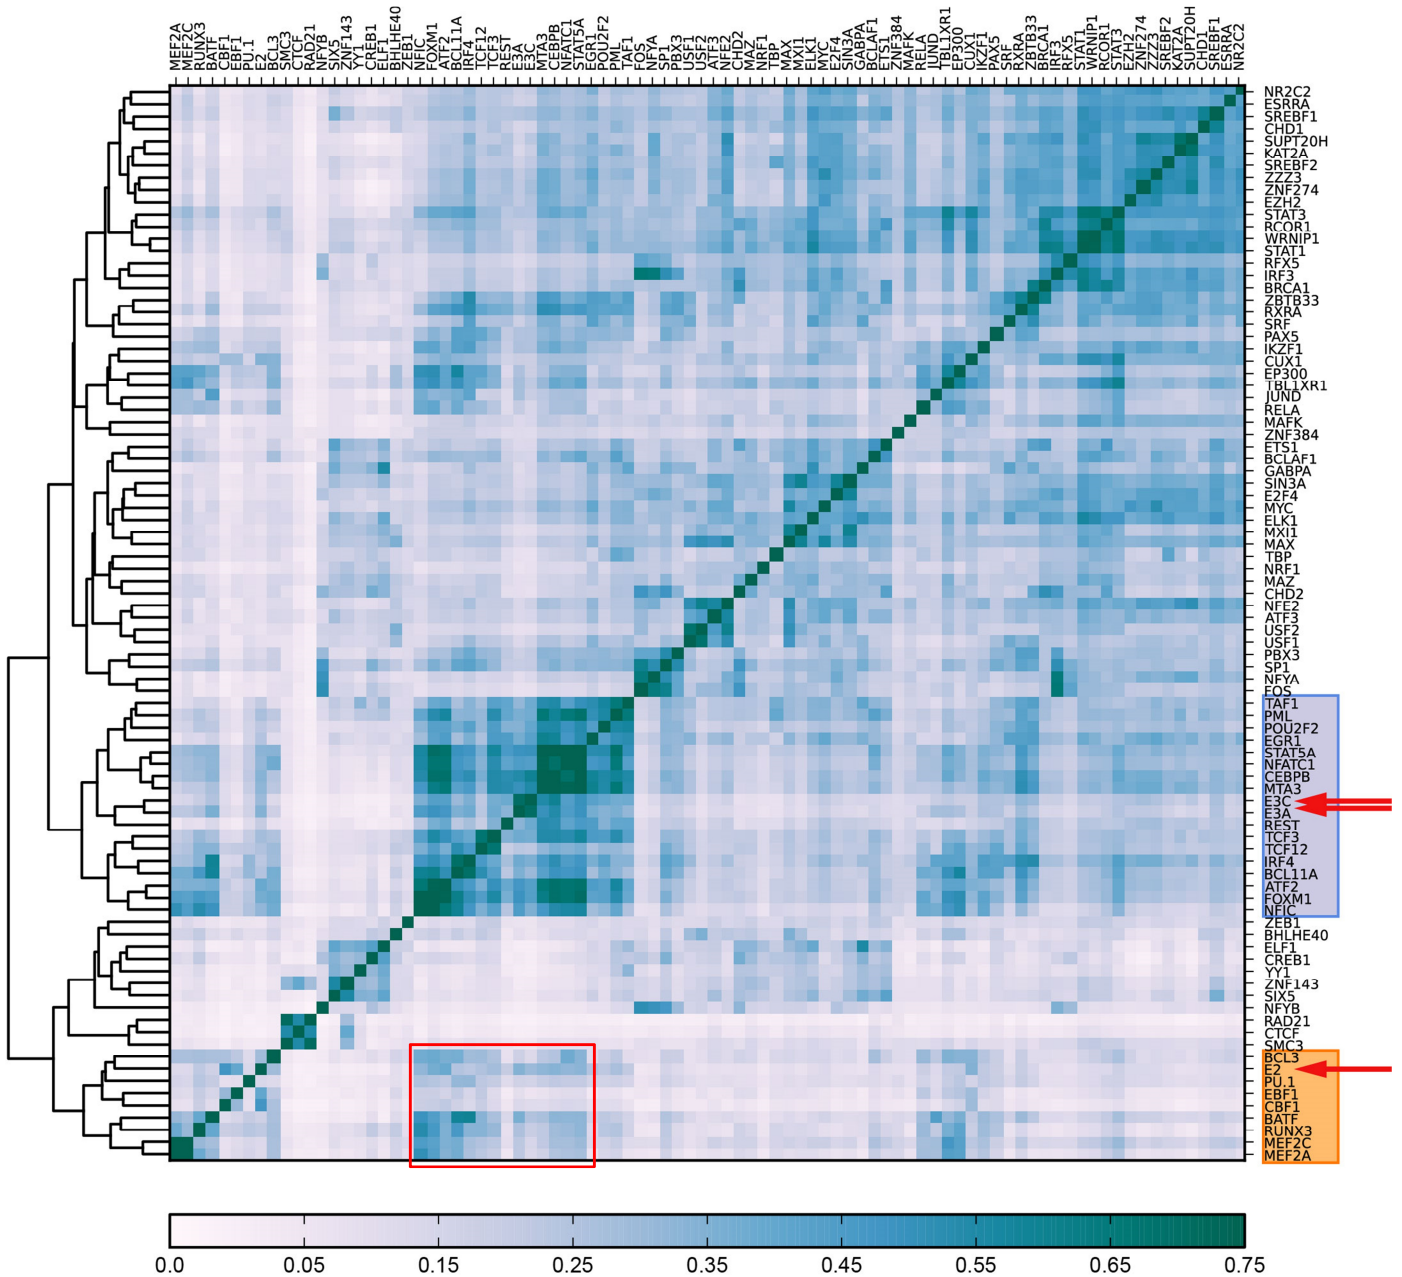 MEF2A
MEF2C
RUNX3
BATF
CBF1
EBF1
PU.1
E2
BCL3
SMC3
CTCF
RAD21
NFYB
SIX5
ZNF143
YY1
CREB1
ELF1
BHLHE40
ZEB1
NFIC
FOXM1
ATF2
BCL11A
IRF4
TCF12
TCF3
REST
E3A
E3C
MTA3
CEBPB
NFATC1
STAT5A
EGR1
POU2F2
PML
TAF1
FOS
NFYA
SP1
PBX3
USF1
USF2
ATF3
NFE2
CHD2
MAZ
NRF1
TBP
MAX
MXI1
ELK1
MYC
E2F4
SIN3A
GABPA
BCLAF1
ETS1
ZNF384
MAFK
RELA
JUND
TBL1XR1
EP300
CUX1
IKZF1
PAX5
SRF
RXRA
ZBTB33
BRCA1
IRF3
RFX5
STAT1
WRNIP1
RCOR1
STAT3
EZH2
ZNF274
ZZZ3
SREBF2
KAT2A
SUPT20H
CHD1
SREBF1
ESRRA
NR2C2
NR2C2
ESRRA
SREBF1
CHD1
SUPT20H
KAT2A
SREBF2
ZZZ3
ZNF274
EZH2
STAT3
RCOR1
WRNIP1
STAT1
RFX5
IRF3
BRCA1
ZBTB33
RXRA
SRF
PAX5
IKZF1
CUX1
EP300
TBL1XR1
JUND
RELA
MAFK
ZNF384
ETS1
BCLAF1
GABPA
SIN3A
E2F4
MYC
ELK1
MXI1
MAX
TBP
NRF1
MAZ
CHD2
NFE2
ATF3
USF2
USF1
PBX3
SP1
NFYA
FOS
TAF1
PML
POU2F2
EGR1
STAT5A
NFATC1
CEBPB
MTA3
E3C
E3A
REST
TCF3
TCF12
IRF4
BCL11A
ATF2
FOXM1
NFIC
ZEB1
BHLHE40
ELF1
CREB1
YY1
ZNF143
SIX5
NFYB
RAD21
CTCF
SMC3
BCL3
E2
PU.1
EBF1
CBF1
BATF
RUNX3
MEF2C
MEF2A
0.0 0.05 0.15 0.25 0.35 0.45 0.55 0.65 0.75